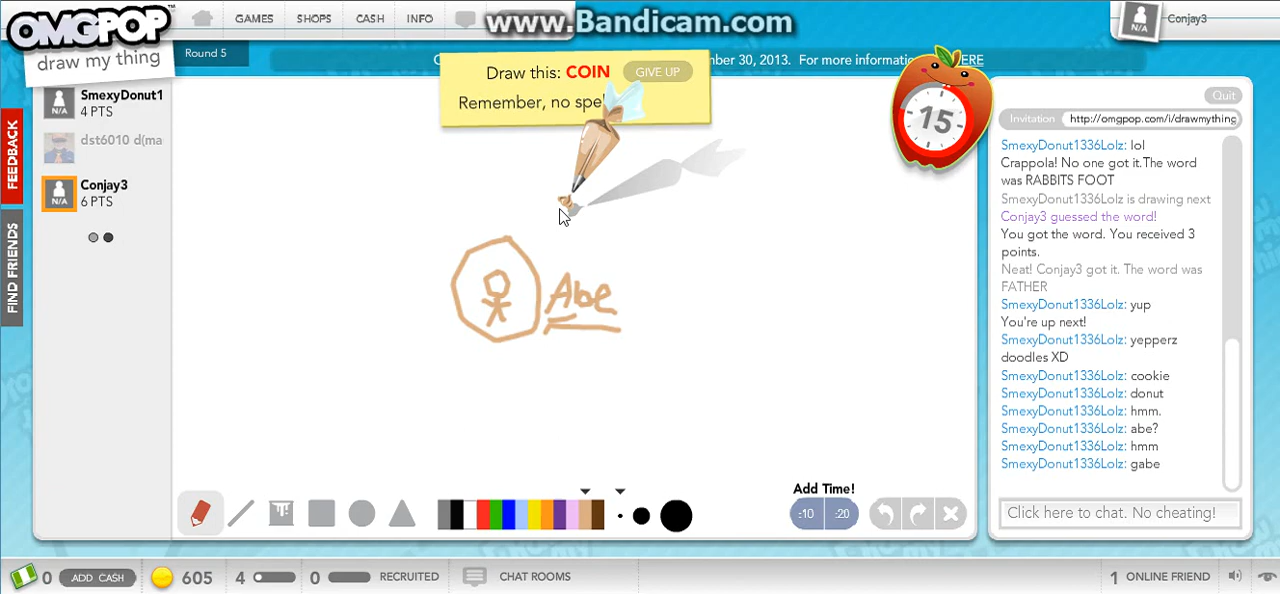 OMGPOP
draw my thing
GAMES
SHOPS
CASH
INFO
www.Bandicam.com
N/A
Conjay3
Round 5
mber 30, 2013. For more informatio
ERE
Draw this: COIN
GIVE UP
Remember, no spe
15
FEEDBACK
FIND FRIENDS
N/A
SmexyDonut1
4 PTS
dst6010 d(ma
N/A
Conjay3
6 PTS
Abe
Quit
Invitation
http://omgpop.com/i/drawmything
SmexyDonut1336Lolz: lol
Crappola! No one got it.The word
was RABBITS FOOT
SmexyDonut1336Lolz is drawing next
Conjay3 guessed the word!
You got the word. You received 3
points.
Neat! Conjay3 got it. The word was
FATHER
SmexyDonut1336Lolz: yup
You're up next!
SmexyDonut1336Lolz: yepperz
doodles XD
SmexyDonut1336Lolz: cookie
SmexyDonut1336Lolz: donut
SmexyDonut1336Lolz: hmm.
SmexyDonut1336Lolz: abe?
SmexyDonut1336Lolz: hmm
SmexyDonut1336Lolz: gabe
Click here to chat. No cheating!
Add Time!
-10
-20
0
ADD CASH
605
4
0
RECRUITED
CHAT ROOMS
1 ONLINE FRIEND